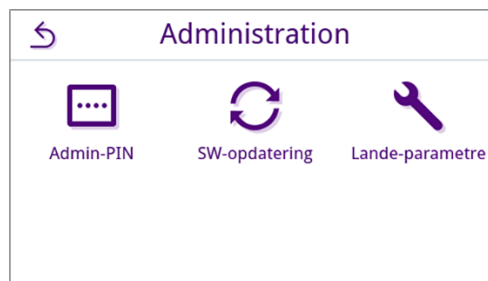 Administration
Admin-PIN
SW-opdatering
Lande-parametre